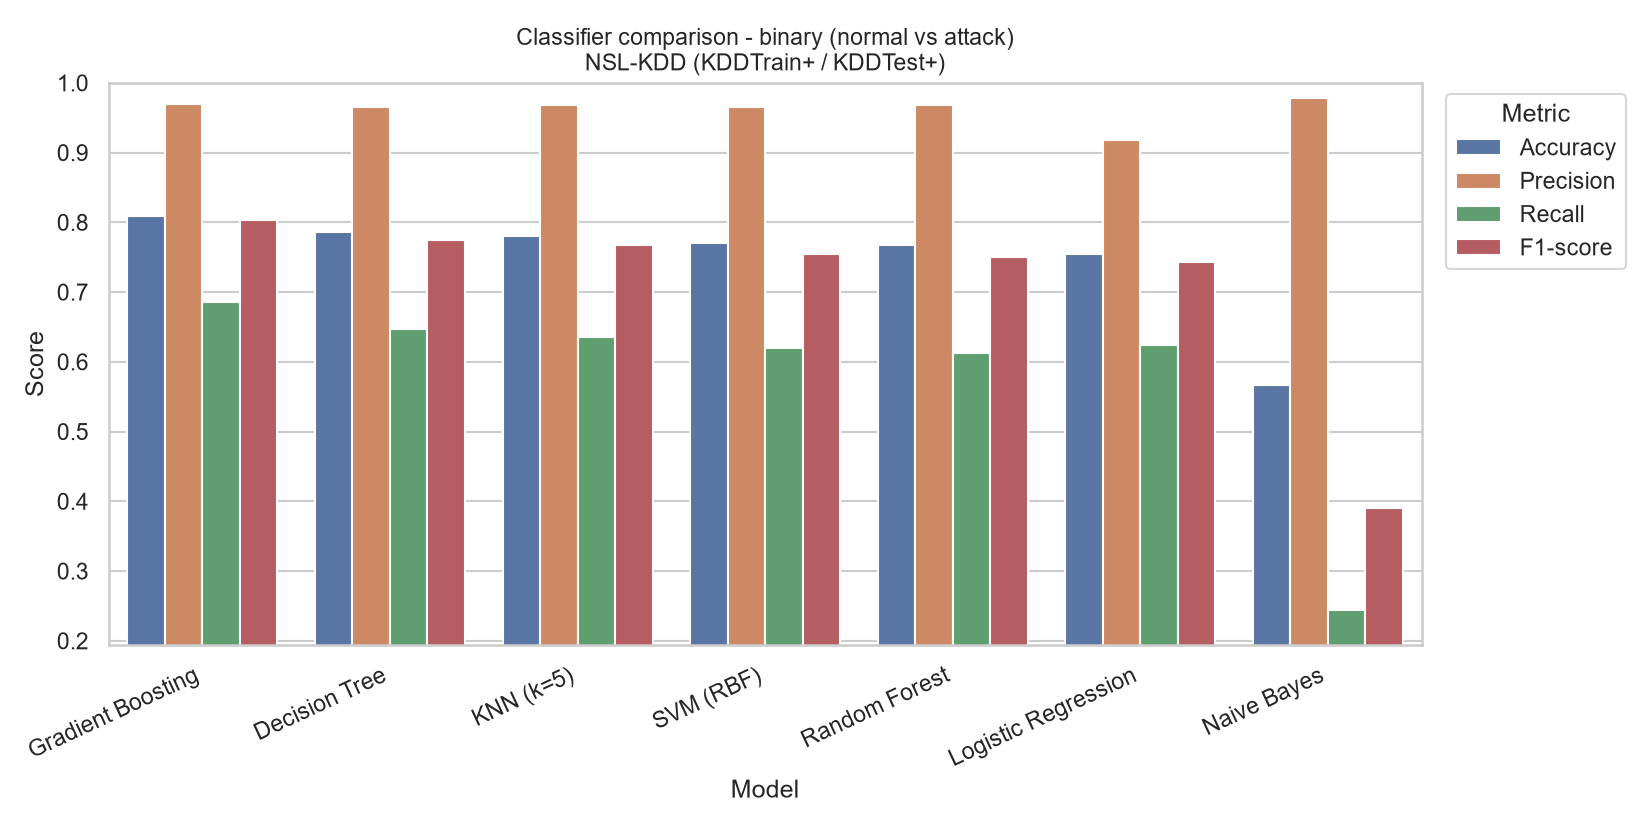 Classifier comparison - binary (normal vs attack)
NSL-KDD (KDDTrain+ / KDDTest+)
1.0
0.9
0.8
0.7
0.6
0.5
0.4
0.3
0.2
Score
Gradient Boosting
Decision Tree
KNN (k=5)
SVM (RBF)
Random Forest
Logistic Regression
Naive Bayes
Model
Metric
Accuracy
Precision
Recall
F1-score